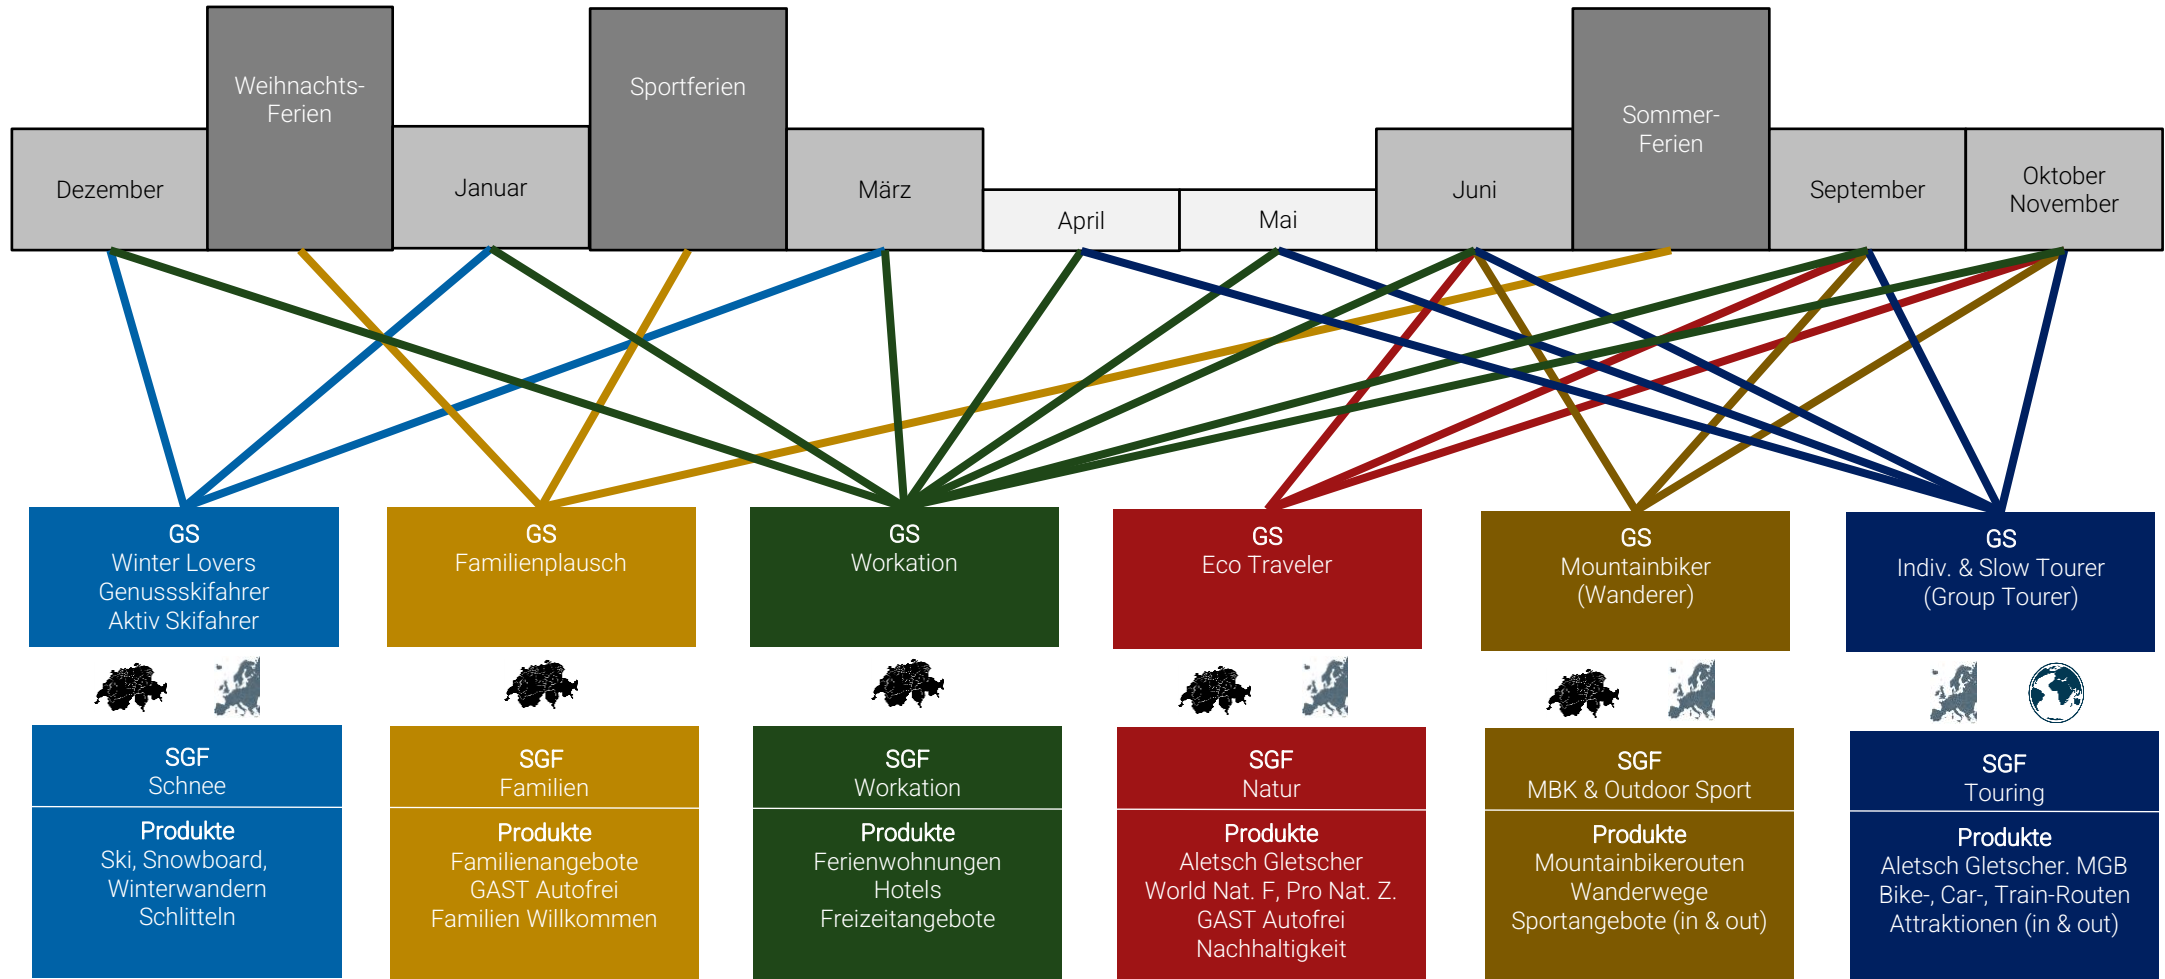 Weihnachts-
Ferien
Sportferien
Sommer-
Ferien
Dezember
Januar
März
April
Mai
Juni
September
Oktober
November
GS
Winter Lovers
Genussskifahrer
Aktiv Skifahrer
GS
Familienplausch
GS
Workation
GS
Eco Traveler
GS
Mountainbiker
(Wanderer)
GS
Indiv. & Slow Tourer
(Group Tourer)
SGF
Schnee
Produkte
Ski, Snowboard,
Winterwandern
Schlitteln
SGF
Familien
Produkte
Familienangebote
GAST Autofrei
Familien Willkommen
SGF
Workation
Produkte
Ferienwohnungen
Hotels
Freizeitangebote
SGF
Natur
Produkte
Aletsch Gletscher
World Nat. F, Pro Nat. Z.
GAST Autofrei
Nachhaltigkeit
SGF
MBK & Outdoor Sport
Produkte
Mountainbikerouten
Wanderwege
Sportangebote (in & out)
SGF
Touring
Produkte
Aletsch Gletscher. MGB
Bike-, Car-, Train-Routen
Attraktionen (in & out)